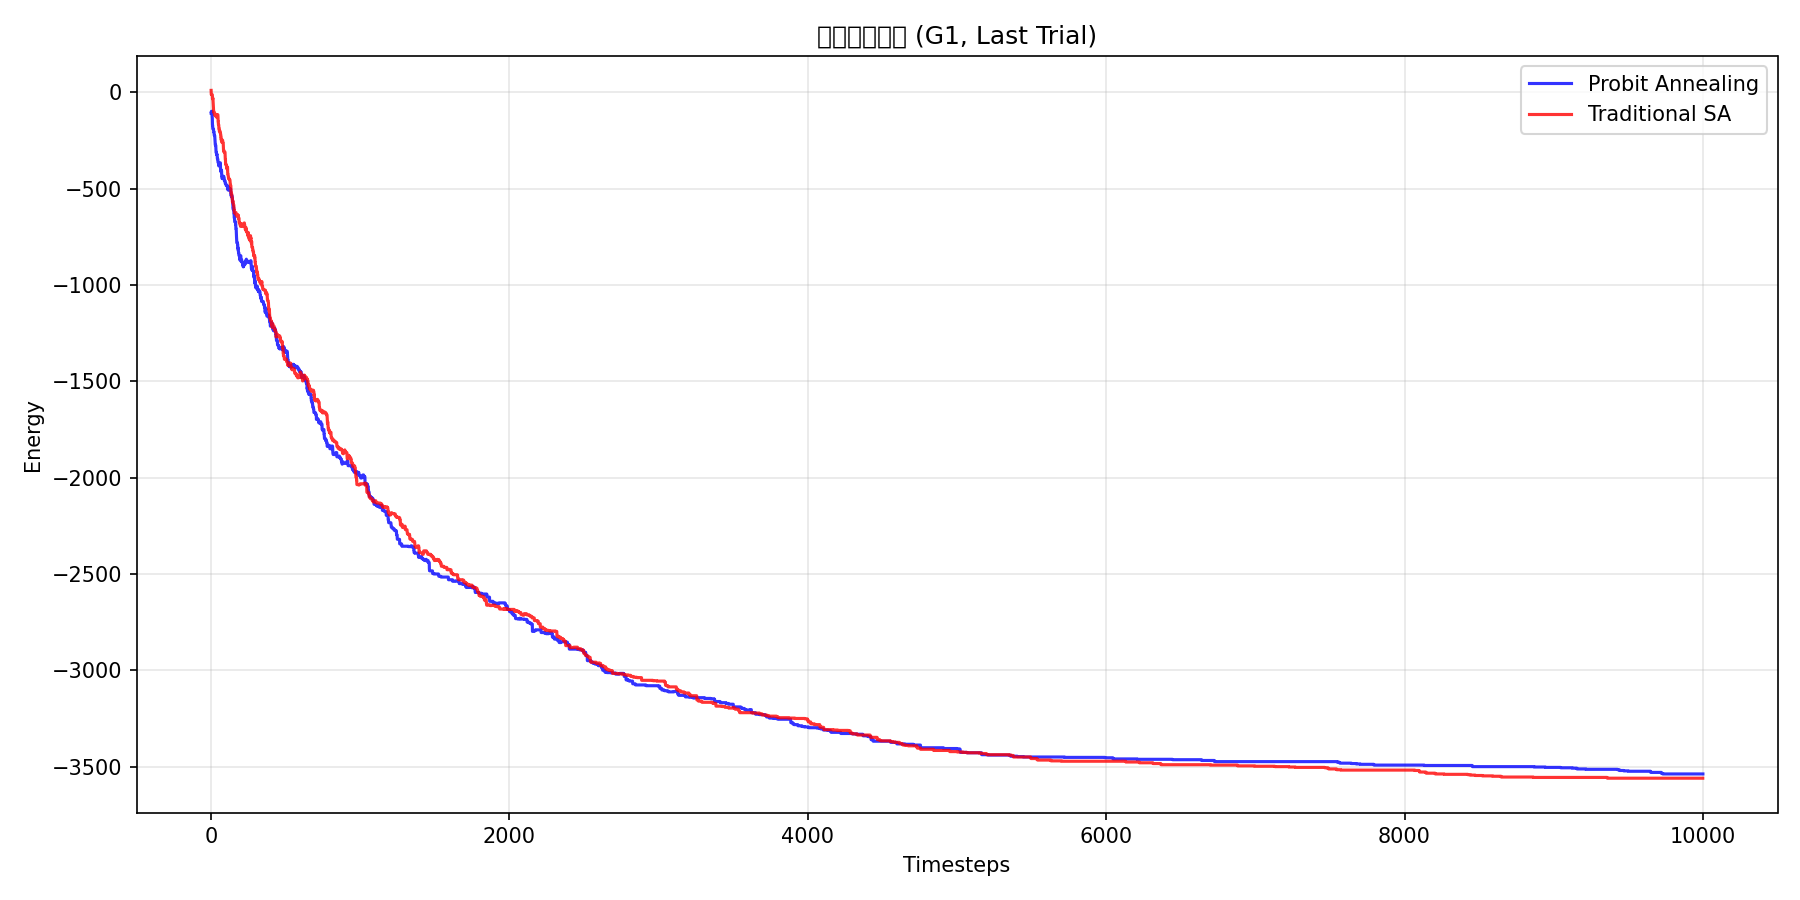 (G1, Last Trial)
Probit Annealing
Traditional SA
Energy
0
−500
−1000
−1500
−2000
−2500
−3000
−3500
0 2000 4000 6000 8000 10000
Timesteps